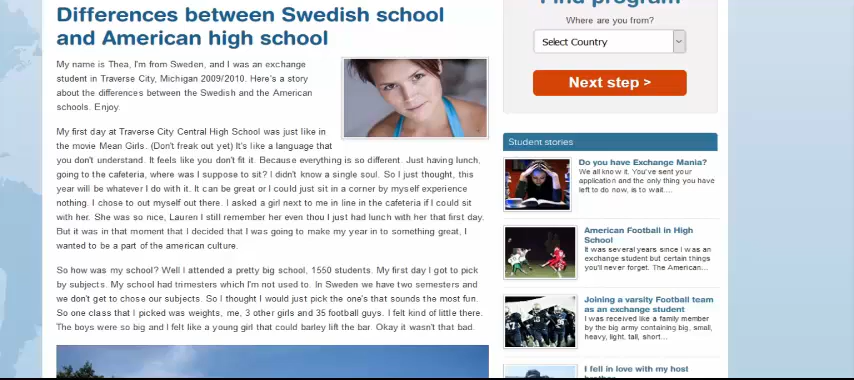 Differences between Swedish school
and American high school
My name is Thea, I'm from Sweden, and I was an exchange
student in Traverse City, Michigan 2009/2010. Here's a story
about the differences between the Swedish and the American
schools. Enjoy.
My first day at Traverse City Central High School was just like in
the movie Mean Girls. (Don't freak out yet) It's like a language that
you don't understand. It feels like you don't fit it. Because everything is so different. Just having lunch,
going to the cafeteria, where was I suppose to sit? I didn't know a single soul. So I just thought, this
year will be whatever I do with it. It can be great or I could just sit in a corner by myself experience
nothing. I chose to out myself out there. I asked a girl next to me in line in the cafeteria if I could sit
with her. She was so nice, Lauren I still remember her even thou I just had lunch with her that first day.
But it was in that moment that I decided that I was going to make my year in to something great, I
wanted to be a part of the american culture.
So how was my school? Well I attended a pretty big school, 1550 students. My first day I got to pick
by subjects. My school had trimesters which I'm not used to. In Sweden we have two semesters and
we don't get to chose our subjects. So I thought I would just pick the one's that sounds the most fun.
So one class that I picked was weights, me, 3 other girls and 35 football guys. I felt kind of little there.
The boys were so big and I felt like a young girl that could barley lift the bar. Okay it wasn't that bad.
Find program
Where are you from?
Select Country
Next step >
Student stories
Do you have Exchange Mania?
We all know it. You've sent your
application and the only thing you have
left to do now, is to wait....
American Football in High
School
It was several years since I was an
exchange student but certain things
you'll never forget. The American...
Joining a varsity Football team
as an exchange student
I was received like a family member
by the big army containing big, small,
heavy, light, tall, short...
I fell in love with my host
brother